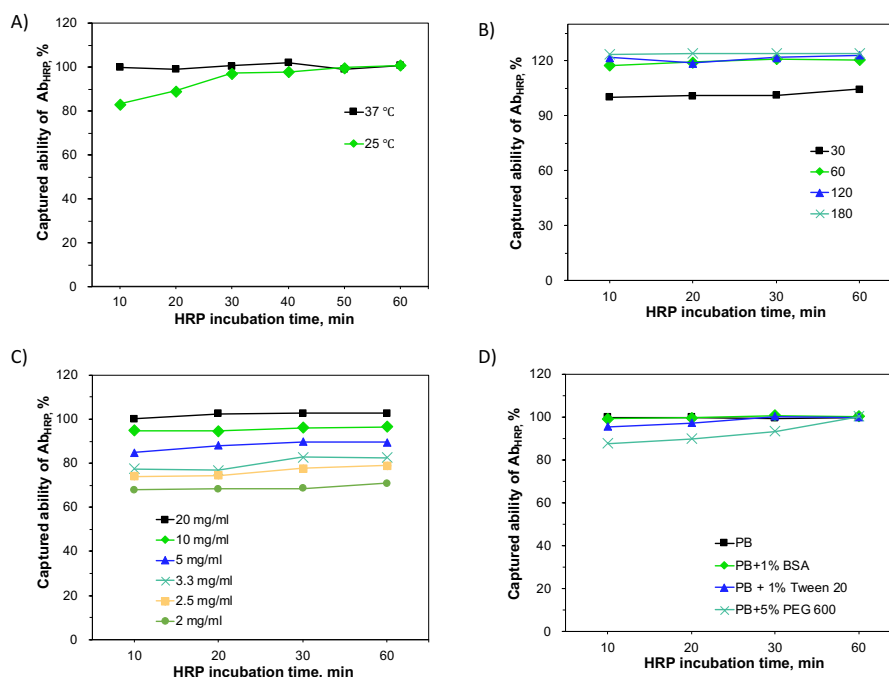 A)
Captured ability of AbHRP, %
120
100
80
60
40
20
0
10 20 30 40 50 60
HRP incubation time, min
37 °C
25 °C
B)
Captured ability of AbHRP, %
120
90
60
30
0
10 20 30 60
HRP incubation time, min
30
60
120
180
C)
Captured ability of AbHRP, %
120
100
80
60
40
20
0
10 20 30 60
HRP incubation time, min
20 mg/ml
10 mg/ml
5 mg/ml
3.3 mg/ml
2.5 mg/ml
2 mg/ml
D)
Captured ability of AbHRP, %
120
100
80
60
40
20
0
10 20 30 60
HRP incubation time, min
PB
PB+1% BSA
PB + 1% Tween 20
PB+5% PEG 600